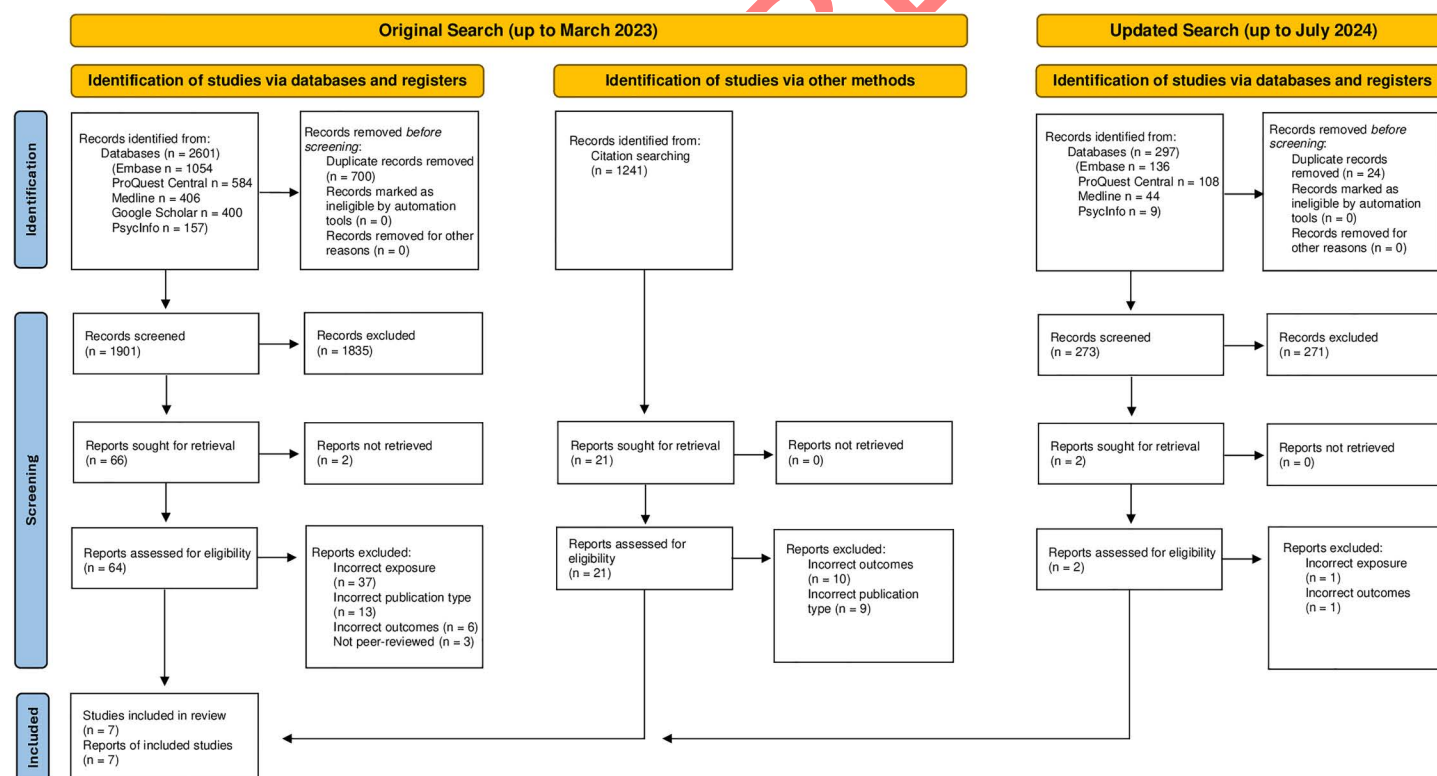 Original Search (up to March 2023)
Updated Search (up to July 2024)
Identification of studies via databases and registers
Identification of studies via other methods
Identification of studies via databases and registers
Identification
Records identified from:
Databases (n = 2601)
(Embase n = 1054
ProQuest Central n = 584
Medline n = 406
Google Scholar n = 400
PsycInfo n = 157)
Records removed before
screening:
Duplicate records removed
(n = 700)
Records marked as
ineligible by automation
tools (n = 0)
Records removed for other
reasons (n = 0)
Records identified from:
Citation searching
(n = 1241)
Records identified from:
Databases (n = 297)
(Embase n = 136
ProQuest Central n = 108
Medline n = 44
PsycInfo n = 9)
Records removed before
screening:
Duplicate records
removed (n = 24)
Records marked as
ineligible by automation
tools (n = 0)
Records removed for
other reasons (n = 0)
Screening
Records screened
(n = 1901)
Records excluded
(n = 1835)
Records screened
(n = 273)
Records excluded
(n = 271)
Reports sought for retrieval
(n = 66)
Reports not retrieved
(n = 2)
Reports sought for retrieval
(n = 21)
Reports not retrieved
(n = 0)
Reports sought for retrieval
(n = 2)
Reports not retrieved
(n = 0)
Reports assessed for eligibility
(n = 64)
Reports excluded:
Incorrect exposure
(n = 37)
Incorrect publication type
(n = 13)
Incorrect outcomes (n = 6)
Not peer-reviewed (n = 3)
Reports assessed for
eligibility
(n = 21)
Reports excluded:
Incorrect outcomes
(n = 10)
Incorrect publication
type (n = 9)
Reports assessed for eligibility
(n = 2)
Reports excluded:
Incorrect exposure
(n = 1)
Incorrect outcomes
(n = 1)
Included
Studies included in review
(n = 7)
Reports of included studies
(n = 7)